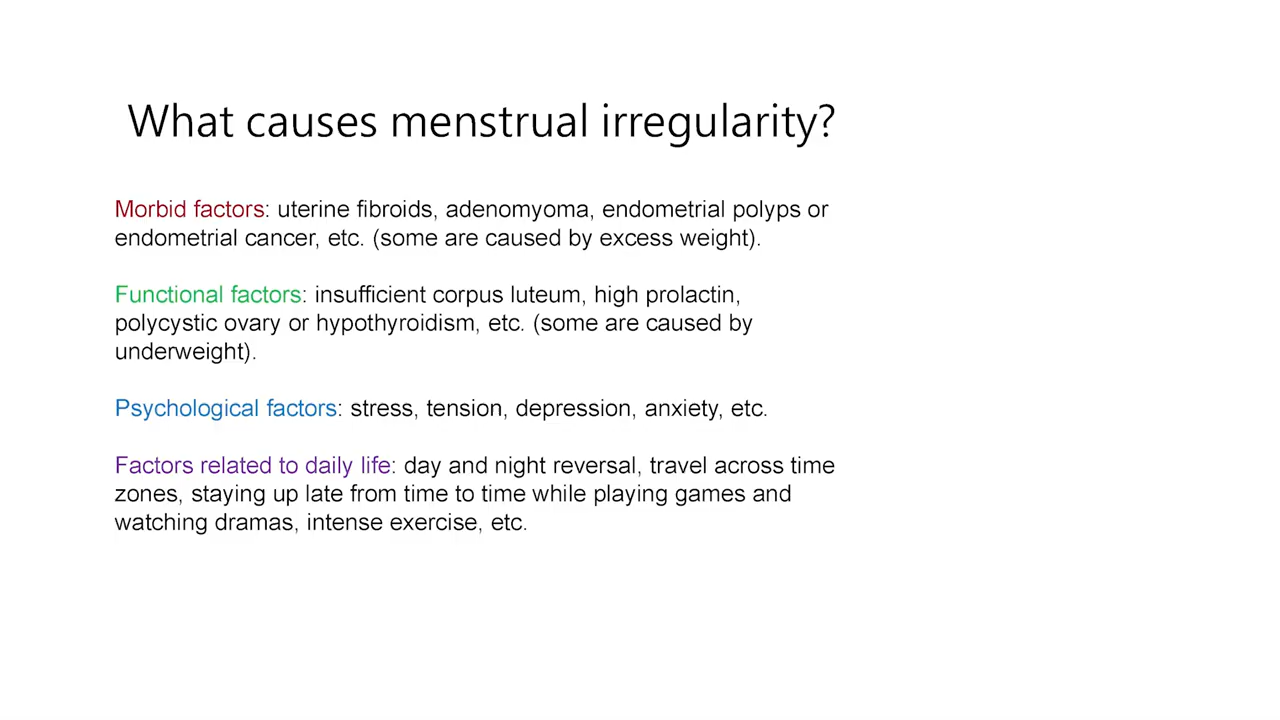 What causes menstrual irregularity?
Morbid factors: uterine fibroids, adenomyoma, endometrial polyps or
endometrial cancer, etc. (some are caused by excess weight).
Functional factors: insufficient corpus luteum, high prolactin,
polycystic ovary or hypothyroidism, etc. (some are caused by
underweight).
Psychological factors: stress, tension, depression, anxiety, etc.
Factors related to daily life: day and night reversal, travel across time
zones, staying up late from time to time while playing games and
watching dramas, intense exercise, etc.